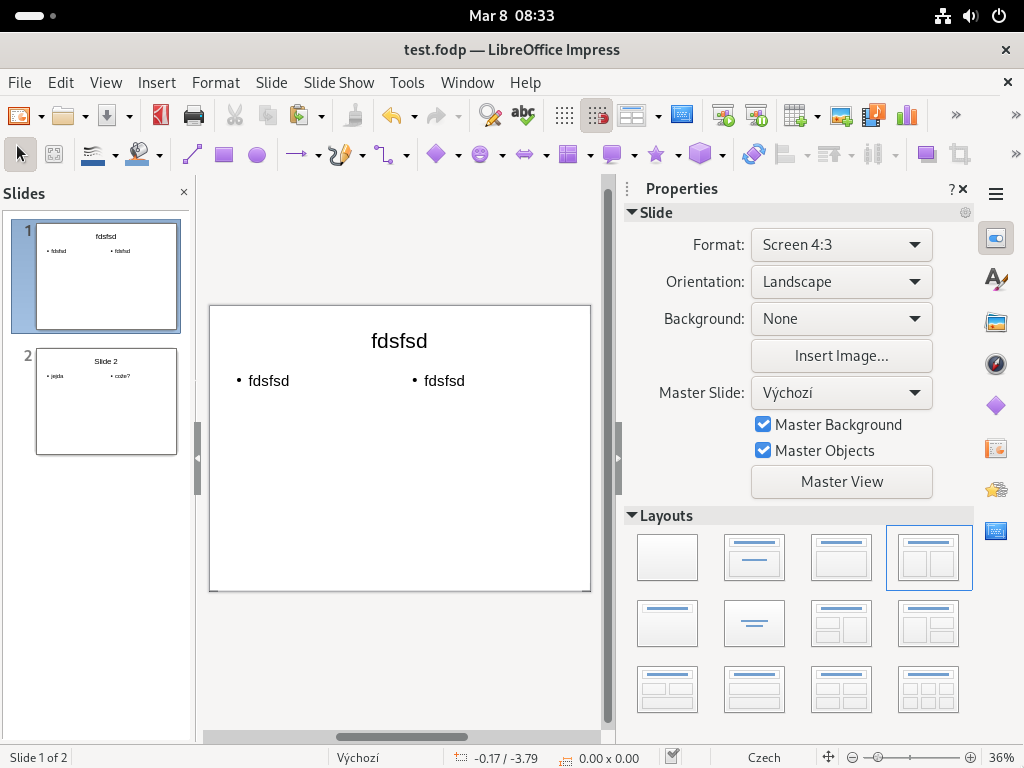 Mar 8 08:33
test.fodp — LibreOffice Impress
File Edit View Insert Format Slide Slide Show Tools Window Help
abc
Slides
1
fdsfsd
• fdsfsd • fdsfsd
2
Slide 2
• jejda • cože?
fdsfsd
• fdsfsd • fdsfsd
Properties
?
Slide
Format: Screen 4:3
Orientation: Landscape
Background: None
Insert Image...
Master Slide: Výchozí
Master Background
Master Objects
Master View
Layouts
Slide 1 of 2 Výchozí -0.17 / -3.79 0.00 x 0.00 Czech 36%